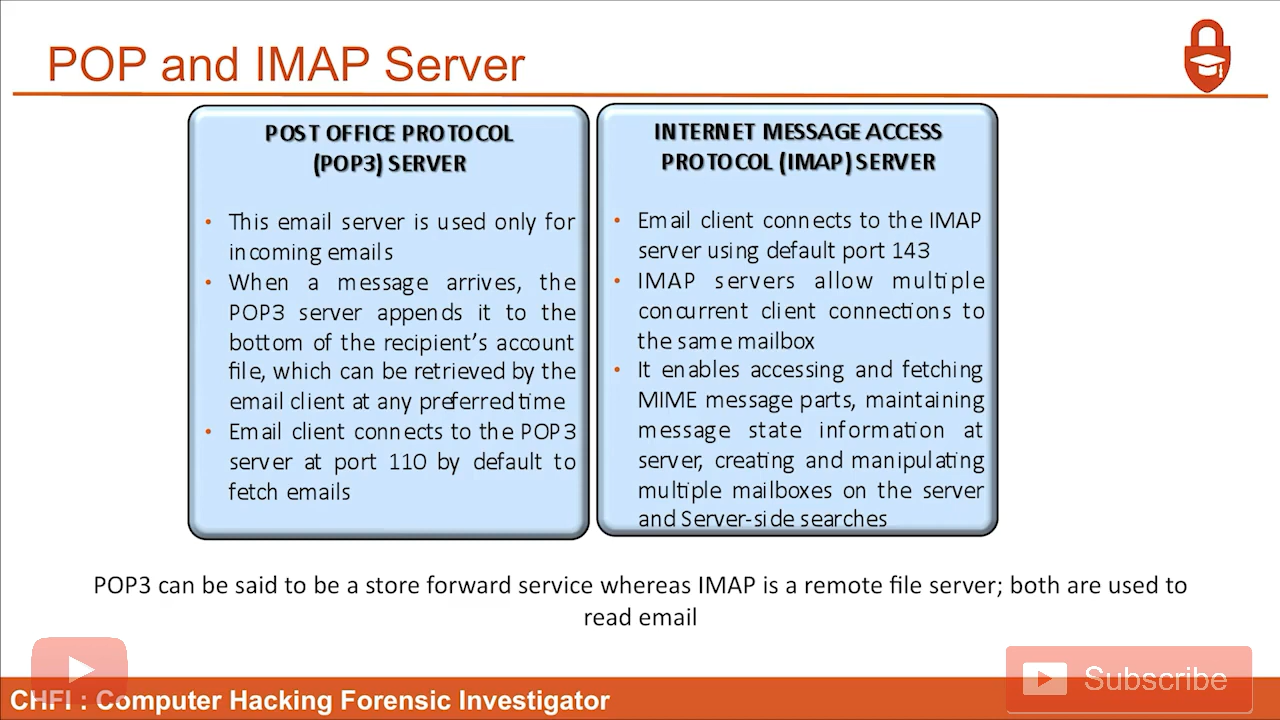 POP and IMAP Server
POST OFFICE PROTOCOL
(POP3) SERVER
• This email server is used only for
incoming emails
• When a message arrives, the
POP3 server appends it to the
bottom of the recipient’s account
file, which can be retrieved by the
email client at any preferred time
• Email client connects to the POP3
server at port 110 by default to
fetch emails
INTERNET MESSAGE ACCESS
PROTOCOL (IMAP) SERVER
• Email client connects to the IMAP
server using default port 143
• IMAP servers allow multiple
concurrent client connections to
the same mailbox
• It enables accessing and fetching
MIME message parts, maintaining
message state information at
server, creating and manipulating
multiple mailboxes on the server
and Server-side searches
POP3 can be said to be a store forward service whereas IMAP is a remote file server; both are used to
read email
CHFI : Computer Hacking Forensic Investigator
Subscribe